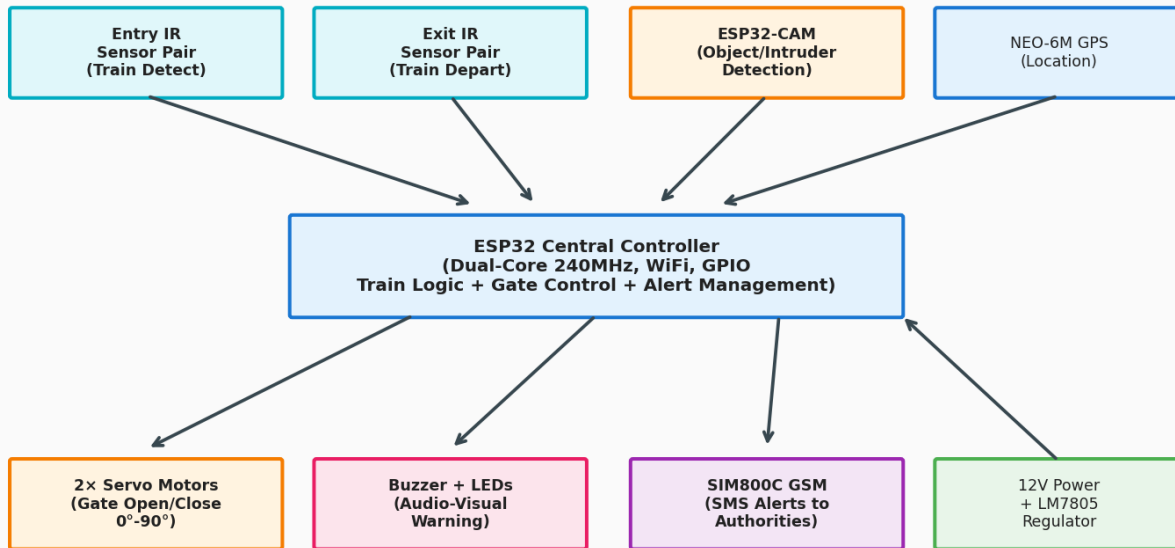 Entry IR
Sensor Pair
(Train Detect)
Exit IR
Sensor Pair
(Train Depart)
ESP32-CAM
(Object/Intruder
Detection)
NEO-6M GPS
(Location)
ESP32 Central Controller
(Dual-Core 240MHz, WiFi, GPIO
Train Logic + Gate Control + Alert Management)
2× Servo Motors
(Gate Open/Close
0°-90°)
Buzzer + LEDs
(Audio-Visual
Warning)
SIM800C GSM
(SMS Alerts to
Authorities)
12V Power
+ LM7805
Regulator